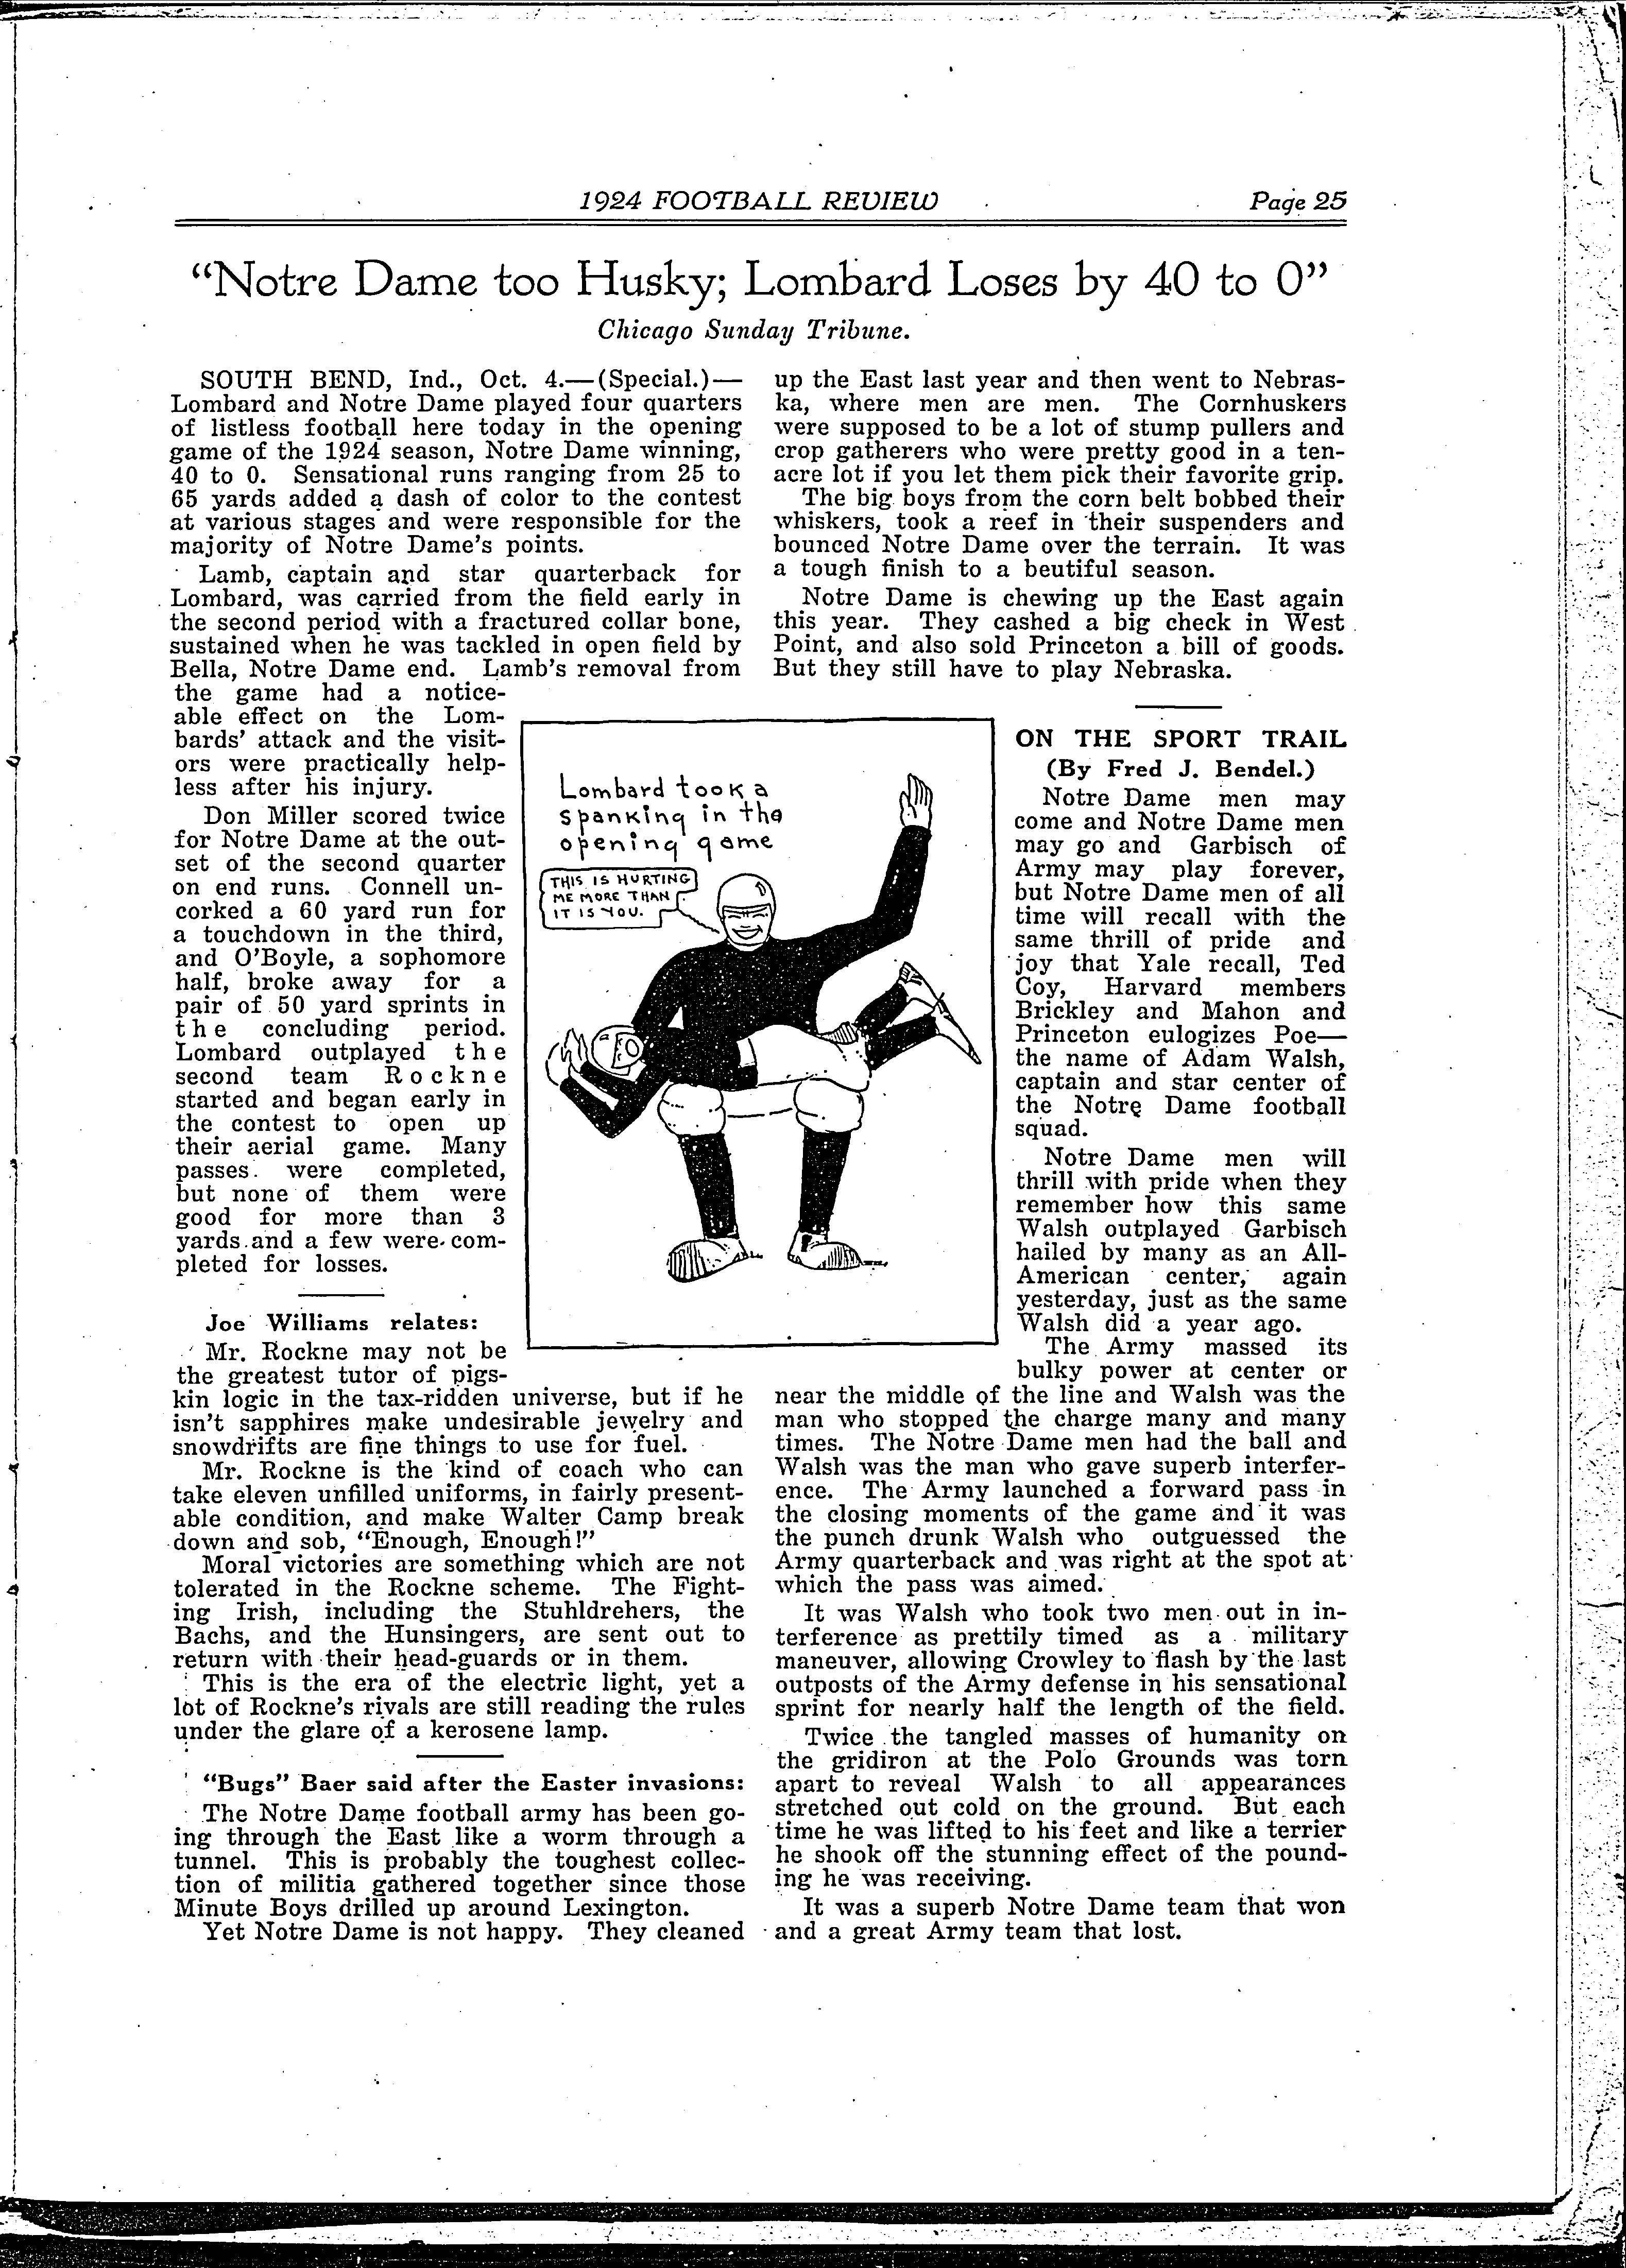 1924 FOOTBALL REVIEW
Page 25
“Notre Dame too Husky; Lombard Loses by 40 to 0”
Chicago Sunday Tribune.
SOUTH BEND, Ind., Oct. 4.—(Special.)—
Lombard and Notre Dame played four quarters
of listless football here today in the opening
game of the 1924 season, Notre Dame winning,
40 to 0. Sensational runs ranging from 25 to
65 yards added a dash of color to the contest
at various stages and were responsible for the
majority of Notre Dame's points.
Lamb, captain and star quarterback for
Lombard, was carried from the field early in
the second period with a fractured collar bone,
sustained when he was tackled in open field by
Bella, Notre Dame end. Lamb's removal from
the game had a notice-
able effect on the Lom-
bards' attack and the visit-
ors were practically help-
less after his injury.
Don Miller scored twice
for Notre Dame at the out-
set of the second quarter
on end runs. Connell un-
corked a 60 yard run for
a touchdown in the third,
and O'Boyle, a sophomore
half, broke away for a
pair of 50 yard sprints in
the concluding period.
Lombard outplayed the
second team Rockne
started and began early in
the contest to open up
their aerial game. Many
passes were completed,
but none of them were
good for more than 3
yards and a few were com-
pleted for losses.
Joe Williams relates:
Mr. Rockne may not be
the greatest tutor of pigs-
kin logic in the tax-ridden universe, but if he
isn't sapphires make undesirable jewelry and
snowdrifts are fine things to use for fuel.
Mr. Rockne is the kind of coach who can
take eleven unfilled uniforms, in fairly present-
able condition, and make Walter Camp break
down and sob, “Enough, Enough!”
Moral victories are something which are not
tolerated in the Rockne scheme. The Fight-
ing Irish, including the Stuhldrehers, the
Bachs, and the Hunsingers, are sent out to
return with their head-guards or in them.
This is the era of the electric light, yet a
lot of Rockne's rivals are still reading the rules
under the glare of a kerosene lamp.
“Bugs” Baer said after the Easter invasions:
The Notre Dame football army has been go-
ing through the East like a worm through a
tunnel. This is probably the toughest collec-
tion of militia gathered together since those
Minute Boys drilled up around Lexington.
Yet Notre Dame is not happy. They cleaned
up the East last year and then went to Nebras-
ka, where men are men. The Cornhuskers
were supposed to be a lot of stump pullers and
crop gatherers who were pretty good in a ten-
acre lot if you let them pick their favorite grip.
The big boys from the corn belt bobbed their
whiskers, took a reef in their suspenders and
bounced Notre Dame over the terrain. It was
a tough finish to a beutiful season.
Notre Dame is chewing up the East again
this year. They cashed a big check in West
Point, and also sold Princeton a bill of goods.
But they still have to play Nebraska.
Lombard took a
spanking in the
opening game
THIS IS HURTING
ME MORE THAN
IT IS YOU.
ON THE SPORT TRAIL
(By Fred J. Bendel.)
Notre Dame men may
come and Notre Dame men
may go and Garbisch of
Army may play forever,
but Notre Dame men of all
time will recall with the
same thrill of pride and
joy that Yale recall, Ted
Coy, Harvard members
Brickley and Mahon and
Princeton eulogizes Poe—
the name of Adam Walsh,
captain and star center of
the Notre Dame football
squad.
Notre Dame men will
thrill with pride when they
remember how this same
Walsh outplayed Garbisch
hailed by many as an All-
American center, again
yesterday, just as the same
Walsh did a year ago.
The Army massed its
bulky power at center or
near the middle of the line and Walsh was the
man who stopped the charge many and many
times. The Notre Dame men had the ball and
Walsh was the man who gave superb interfer-
ence. The Army launched a forward pass in
the closing moments of the game and it was
the punch drunk Walsh who outguessed the
Army quarterback and was right at the spot at
which the pass was aimed.
It was Walsh who took two men out in in-
terference as prettily timed as a military
maneuver, allowing Crowley to flash by the last
outposts of the Army defense in his sensational
sprint for nearly half the length of the field.
Twice the tangled masses of humanity on
the gridiron at the Polo Grounds was torn
apart to reveal Walsh to all appearances
stretched out cold on the ground. But each
time he was lifted to his feet and like a terrier
he shook off the stunning effect of the pound-
ing he was receiving.
It was a superb Notre Dame team that won
and a great Army team that lost.